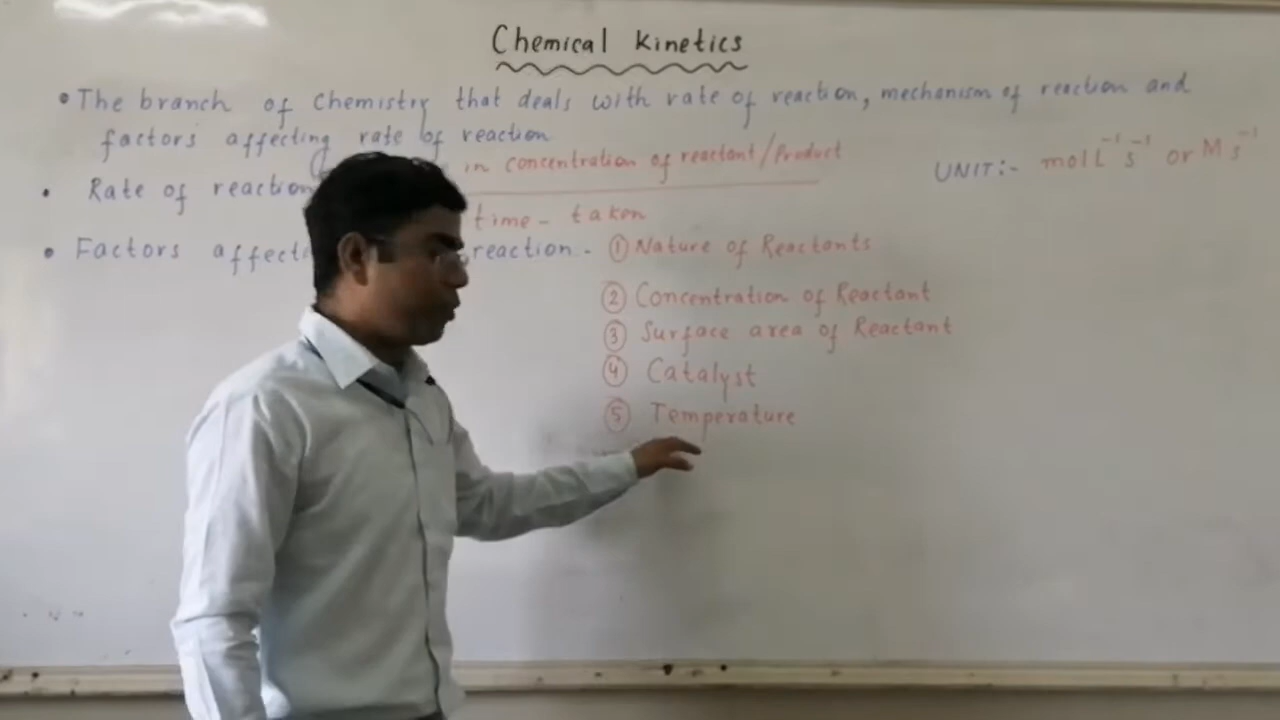 Chemical Kinetics
• The branch of Chemistry that deals with rate of reaction, mechanism of reaction and
factors affecting rate of reaction
in concentration of reactant/Product
UNIT:- mol L⁻¹ s⁻¹ or M s⁻¹
• Rate of reaction
time - taken
• Factors affecti reaction - ① Nature of Reactants
② Concentration of Reactant
③ Surface area of Reactant
④ Catalyst
⑤ Temperature